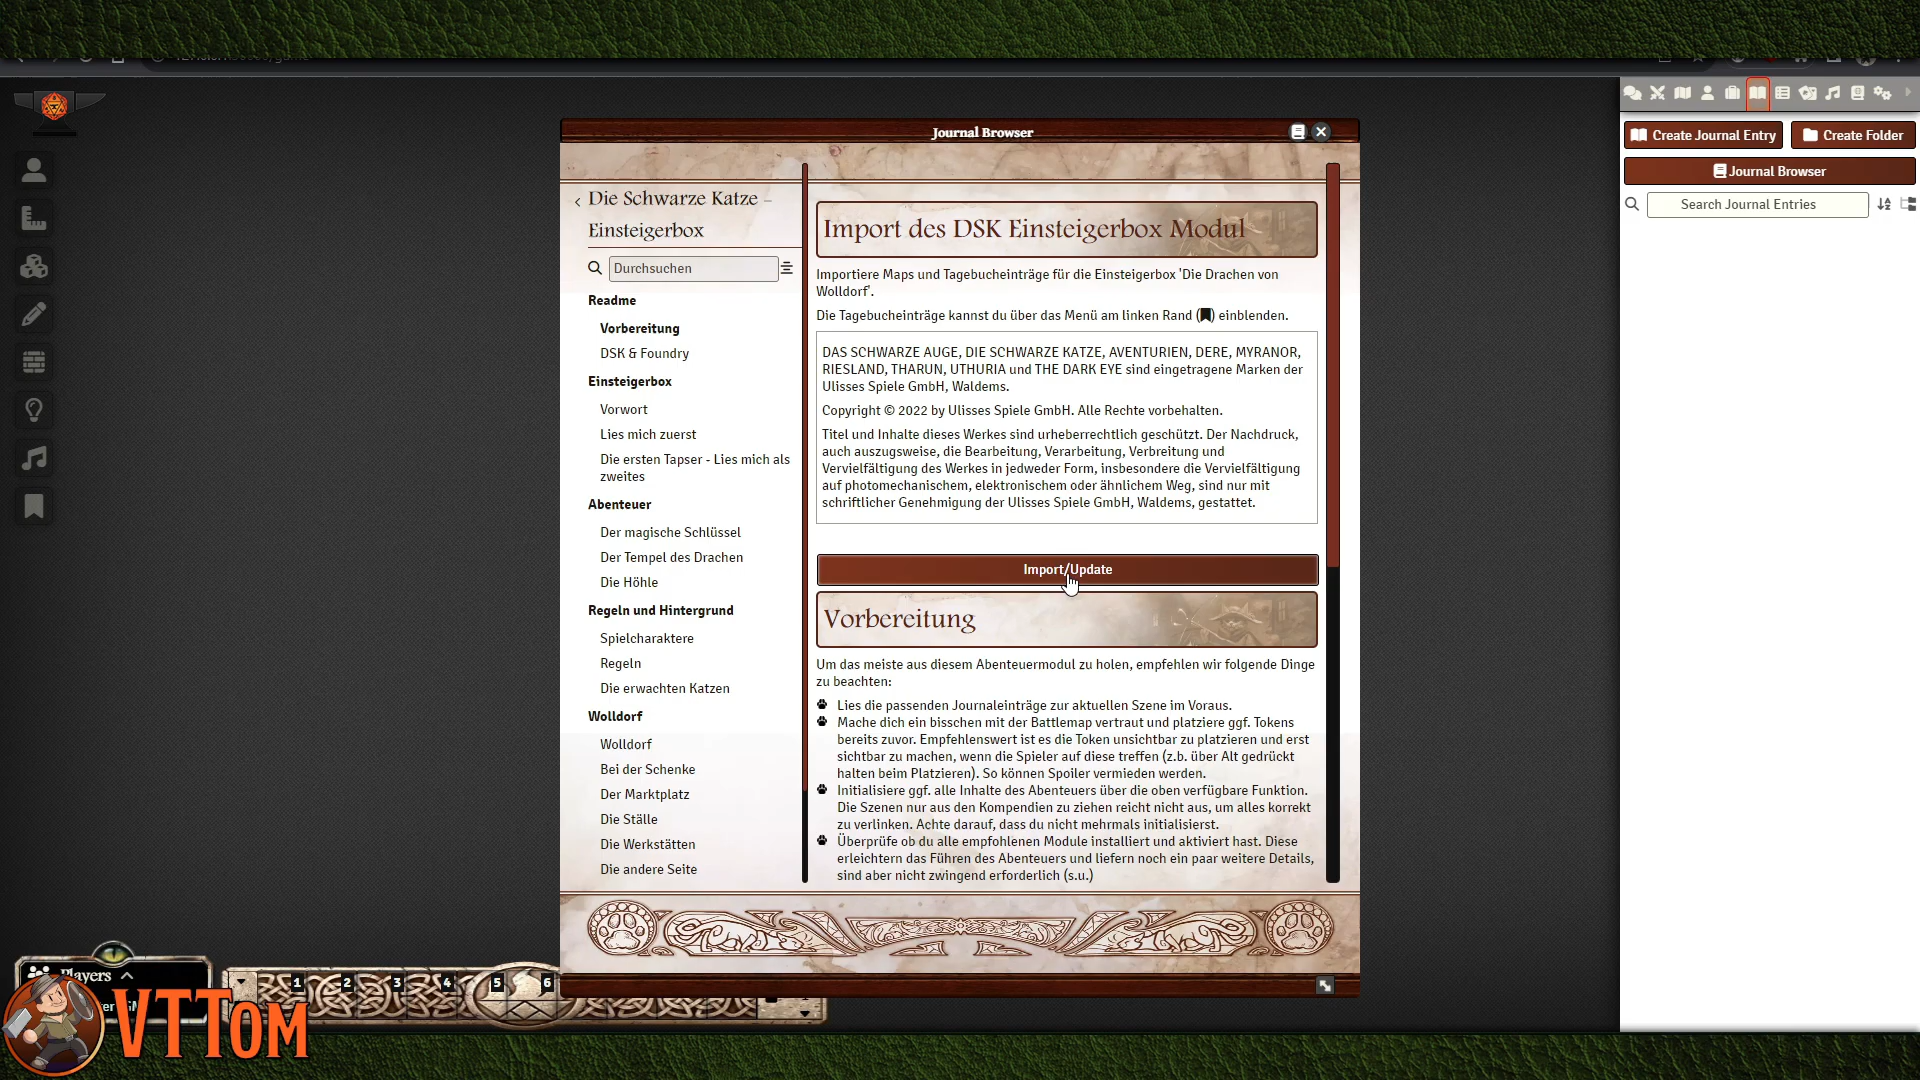 Journal Browser
Die Schwarze Katze –
Einsteigerbox
Durchsuchen
Readme
Vorbereitung
DSK & Foundry
Einsteigerbox
Vorwort
Lies mich zuerst
Die ersten Tapser - Lies mich als
zweites
Abenteuer
Der magische Schlüssel
Der Tempel des Drachen
Die Höhle
Regeln und Hintergrund
Spielcharaktere
Regeln
Die erwachten Katzen
Wolldorf
Wolldorf
Bei der Schenke
Der Marktplatz
Die Ställe
Die Werkstätten
Die andere Seite
Import des DSK Einsteigerbox Modul
Importiere Maps und Tagebucheinträge für die Einsteigerbox 'Die Drachen von
Wolldorf'.
Die Tagebucheinträge kannst du über das Menü am linken Rand () einblenden.
DAS SCHWARZE AUGE, DIE SCHWARZE KATZE, AVENTURIEN, DERE, MYRANOR,
RIESLAND, THARUN, UTHURIA und THE DARK EYE sind eingetragene Marken der
Ulisses Spiele GmbH, Waldems.
Copyright © 2022 by Ulisses Spiele GmbH. Alle Rechte vorbehalten.
Titel und Inhalte dieses Werkes sind urheberrechtlich geschützt. Der Nachdruck,
auch auszugsweise, die Bearbeitung, Verarbeitung, Verbreitung und
Vervielfältigung des Werkes in jedweder Form, insbesondere die Vervielfältigung
auf photomechanischem, elektronischem oder ähnlichem Weg, sind nur mit
schriftlicher Genehmigung der Ulisses Spiele GmbH, Waldems, gestattet.
Import/Update
Vorbereitung
Um das meiste aus diesem Abenteuermodul zu holen, empfehlen wir folgende Dinge
zu beachten:
Lies die passenden Journaleinträge zur aktuellen Szene im Voraus.
Mache dich ein bisschen mit der Battlemap vertraut und platziere ggf. Tokens
bereits zuvor. Empfehlenswert ist es die Token unsichtbar zu platzieren und erst
sichtbar zu machen, wenn die Spieler auf diese treffen (z.b. über Alt gedrückt
halten beim Platzieren). So können Spoiler vermieden werden.
Initialisiere ggf. alle Inhalte des Abenteuers über die oben verfügbare Funktion.
Die Szenen nur aus den Kompendien zu ziehen reicht nicht aus, um alles korrekt
zu verlinken. Achte darauf, dass du nicht mehrmals initialisierst.
Überprüfe ob du alle empfohlenen Module installiert und aktiviert hast. Diese
erleichtern das Führen des Abenteuers und liefern noch ein paar weitere Details,
sind aber nicht zwingend erforderlich (s.u.)
Create Journal Entry
Create Folder
Journal Browser
Search Journal Entries
Players
1 2 3 4 5 6
VTTOM